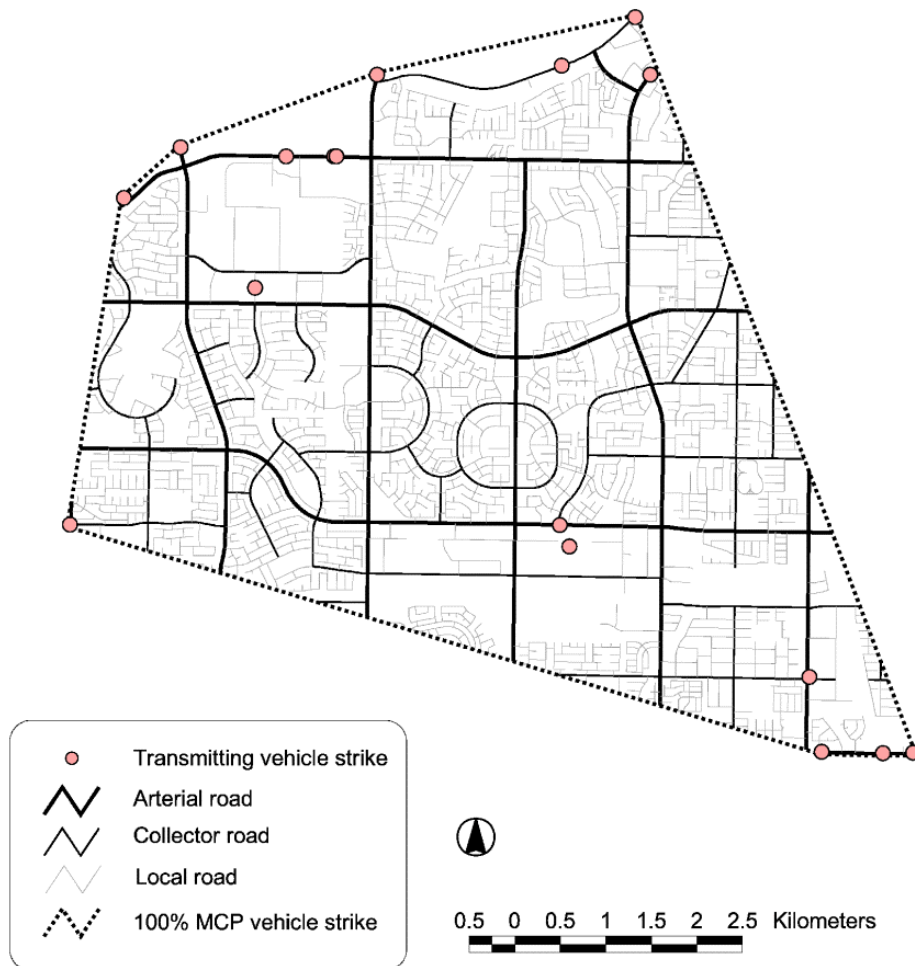 Transmitting vehicle strike
Arterial road
Collector road
Local road
100% MCP vehicle strike
0.5 0 0.5 1 1.5 2 2.5 Kilometers